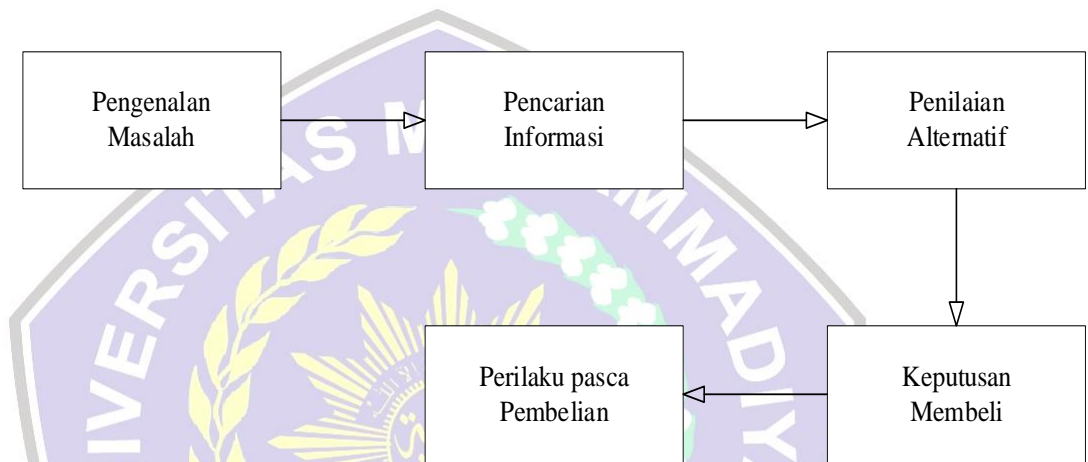 Pengenalan
Masalah
Pencarian
Informasi
Penilaian
Alternatif
Perilaku pasca
Pembelian
Keputusan
Membeli